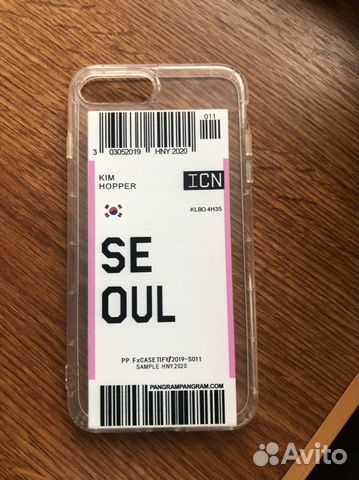 011
3 03052019 HNY 2020
KIM
HOPPER
ICN
KLBO 4H35
SE
OUL
PP FxCASETIFY/2019-S011
SAMPLE HNY2020
PANGRAMPANGRAM.COM
Avito